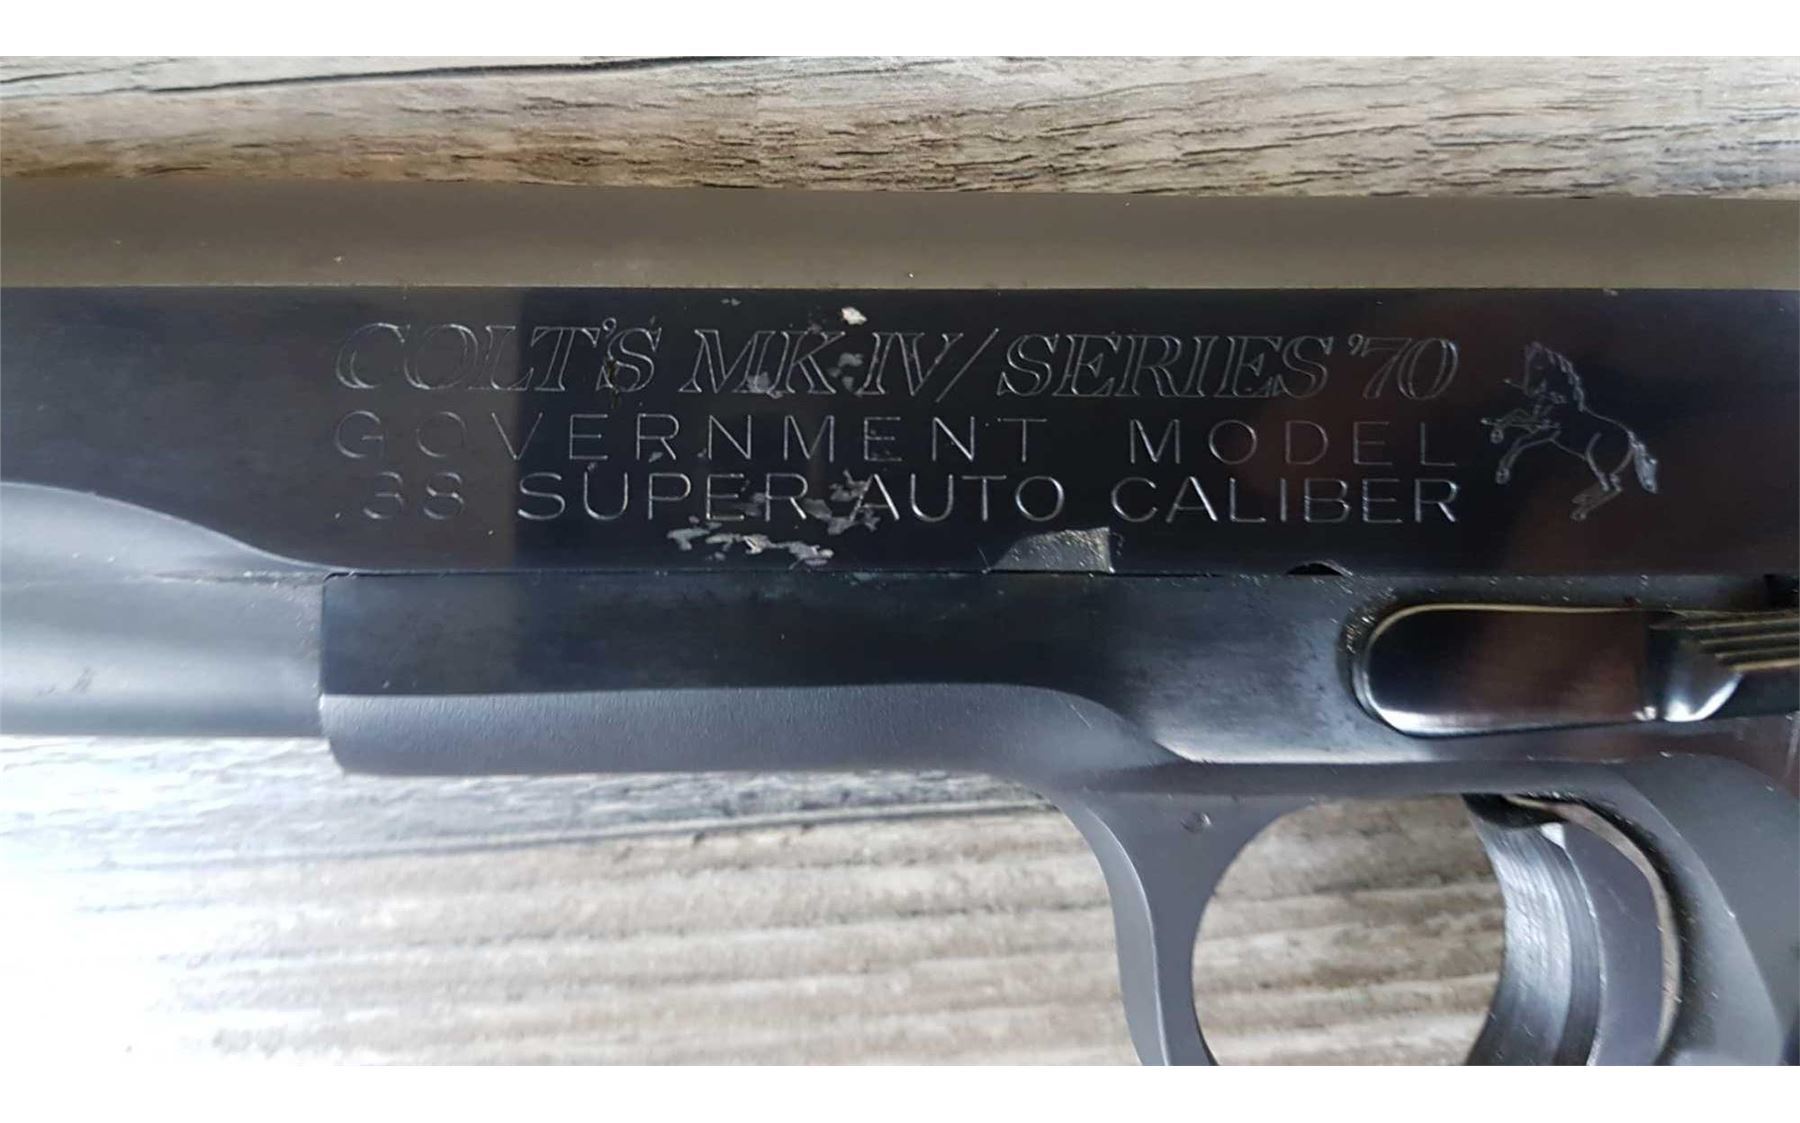 COLT'S MK IV / SERIES '70
GOVERNMENT MODEL
.38 SUPER AUTO CALIBER